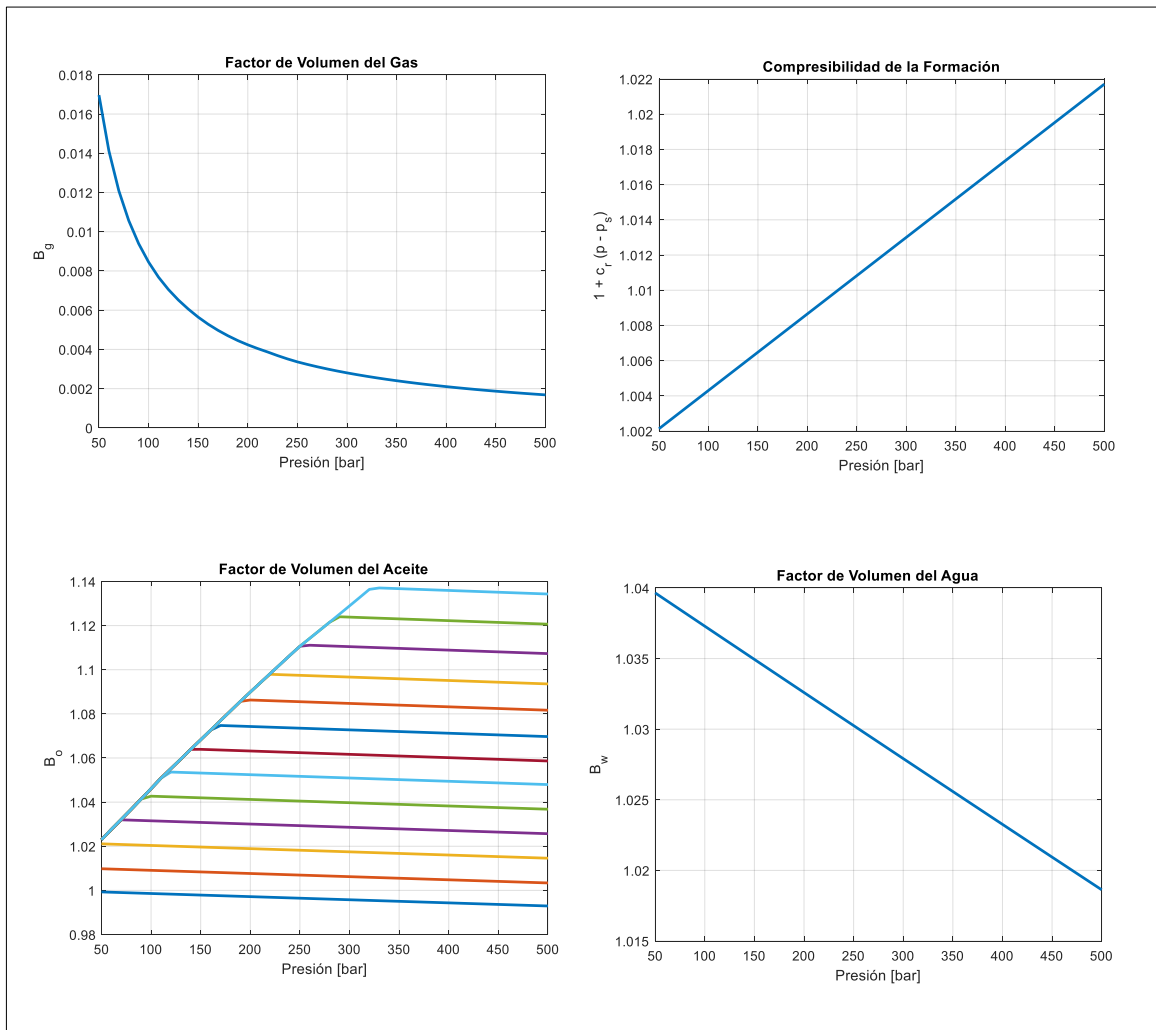 Factor de Volumen del Gas
0.018
0.016
0.014
0.012
0.01
0.008
0.006
0.004
0.002
0
B_g
50 100 150 200 250 300 350 400 450 500
Presión [bar]
Compresibilidad de la Formación
1.022
1.02
1.018
1.016
1.014
1.012
1.01
1.008
1.006
1.004
1.002
1 + c_r (p - p_s)
50 100 150 200 250 300 350 400 450 500
Presión [bar]
Factor de Volumen del Aceite
1.14
1.12
1.1
1.08
1.06
1.04
1.02
1
0.98
B_o
50 100 150 200 250 300 350 400 450 500
Presión [bar]
Factor de Volumen del Agua
1.04
1.035
1.03
1.025
1.02
1.015
B_w
50 100 150 200 250 300 350 400 450 500
Presión [bar]